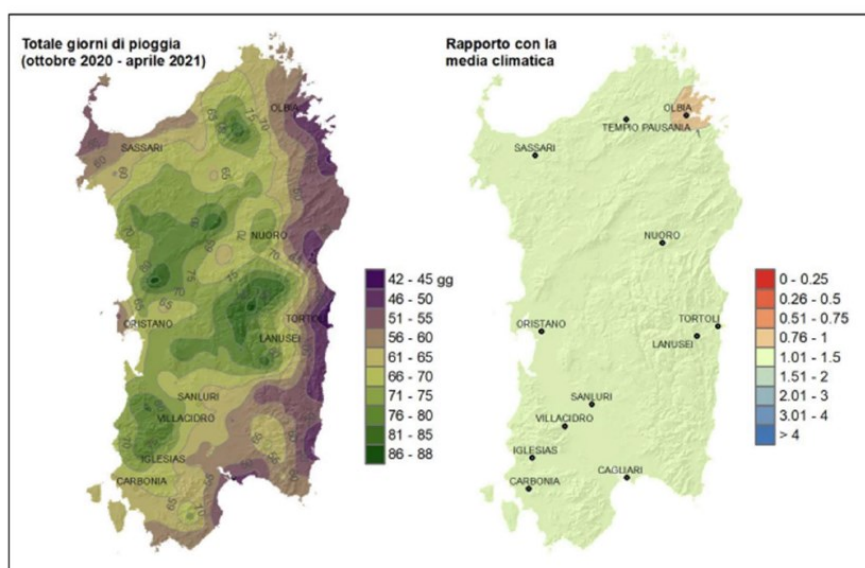 Totale giorni di pioggia
(ottobre 2020 - aprile 2021)
OLBIA
SASSARI
NUORO
ORISTANO
TORTOLI
LANUSEI
SANLURI
VILLACIDRO
IGLESIAS
CARBONIA
42 - 45 gg
46 - 50
51 - 55
56 - 60
61 - 65
66 - 70
71 - 75
76 - 80
81 - 85
86 - 88
Rapporto con la
media climatica
OLBIA
TEMPIO PAUSANIA
SASSARI
NUORO
TORTOLI
ORISTANO
LANUSEI
SANLURI
VILLACIDRO
IGLESIAS
CAGLIARI
CARBONIA
0 - 0.25
0.26 - 0.5
0.51 - 0.75
0.76 - 1
1.01 - 1.5
1.51 - 2
2.01 - 3
3.01 - 4
> 4